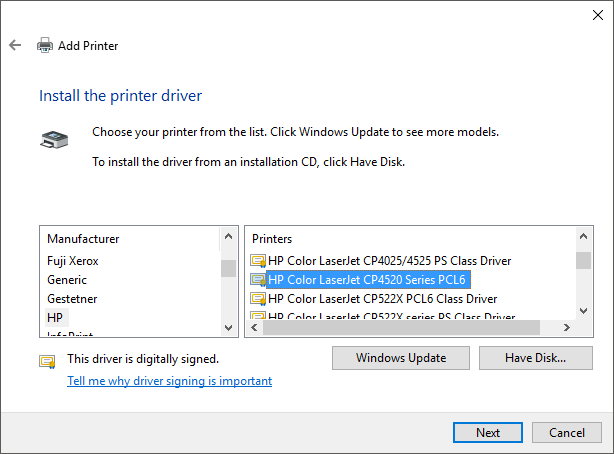 Add Printer
Install the printer driver
Choose your printer from the list. Click Windows Update to see more models.
To install the driver from an installation CD, click Have Disk.
Manufacturer
Fuji Xerox
Generic
Gestetner
HP
InfoPrint
Printers
HP Color LaserJet CP4025/4525 PS Class Driver
HP Color LaserJet CP4520 Series PCL6
HP Color LaserJet CP522X PCL6 Class Driver
HP Color LaserJet CP522X series PS Class Driver
This driver is digitally signed.
Tell me why driver signing is important
Windows Update
Have Disk...
Next
Cancel